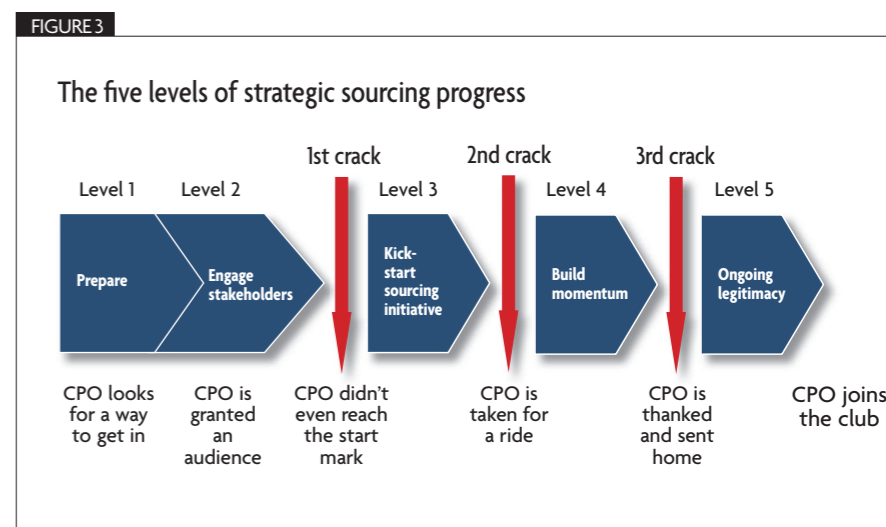 FIGURE 3
The five levels of strategic sourcing progress
1st crack
2nd crack
3rd crack
Level 1
Level 2
Level 3
Level 4
Level 5
Prepare
Engage
stakeholders
Kick-
start
sourcing
initiative
Build
momentum
Ongoing
legitimacy
CPO looks
for a way
to get in
CPO is
granted
an
audience
CPO didn't
even reach
the start
mark
CPO is
taken for
a ride
CPO is
thanked
and sent
home
CPO joins
the club